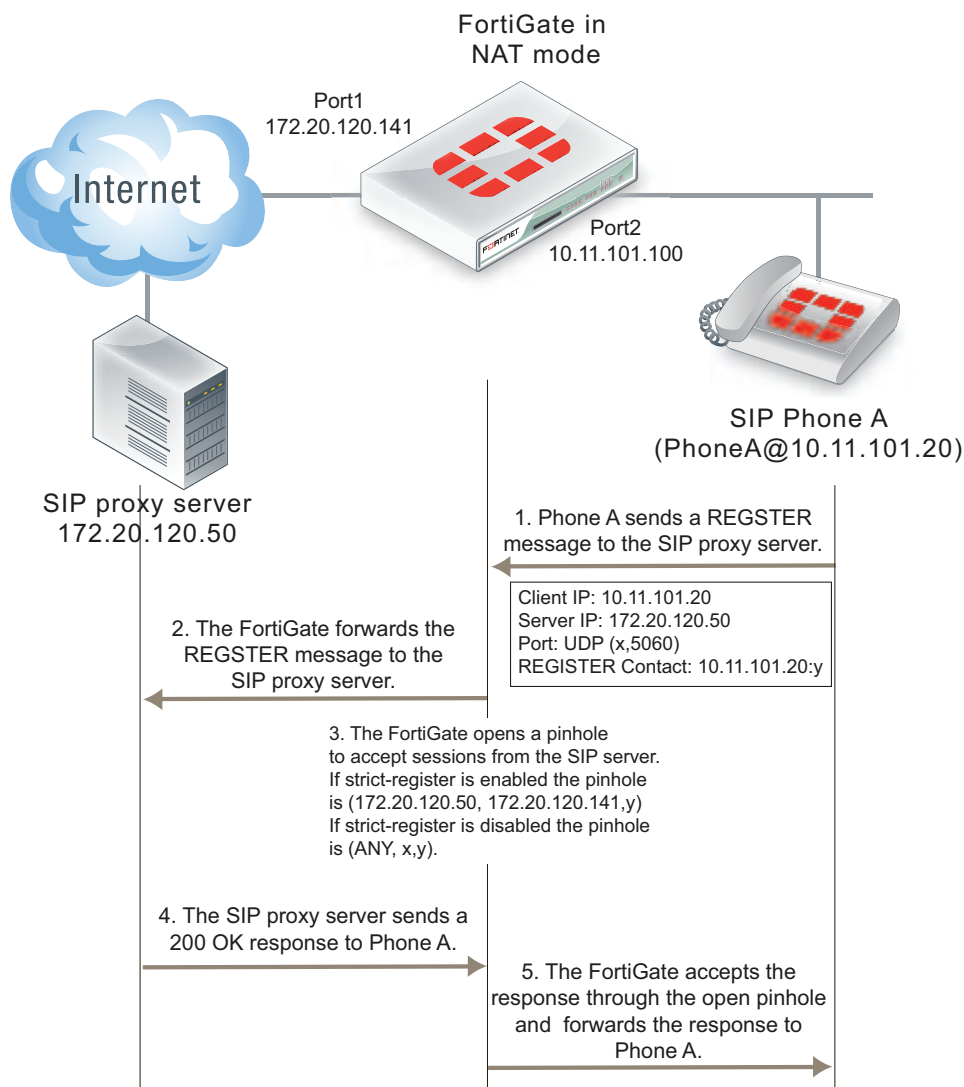 FortiGate in
NAT mode
Port1
172.20.120.141
Internet
FORTINET
Port2
10.11.101.100
SIP Phone A
(PhoneA@10.11.101.20)
SIP proxy server
172.20.120.50
1. Phone A sends a REGSTER
message to the SIP proxy server.
Client IP: 10.11.101.20
Server IP: 172.20.120.50
Port: UDP (x,5060)
REGISTER Contact: 10.11.101.20:y
2. The FortiGate forwards the
REGSTER message to the
SIP proxy server.
3. The FortiGate opens a pinhole
to accept sessions from the SIP server.
If strict-register is enabled the pinhole
is (172.20.120.50, 172.20.120.141,y)
If strict-register is disabled the pinhole
is (ANY, x,y).
4. The SIP proxy server sends a
200 OK response to Phone A.
5. The FortiGate accepts the
response through the open pinhole
and forwards the response to
Phone A.